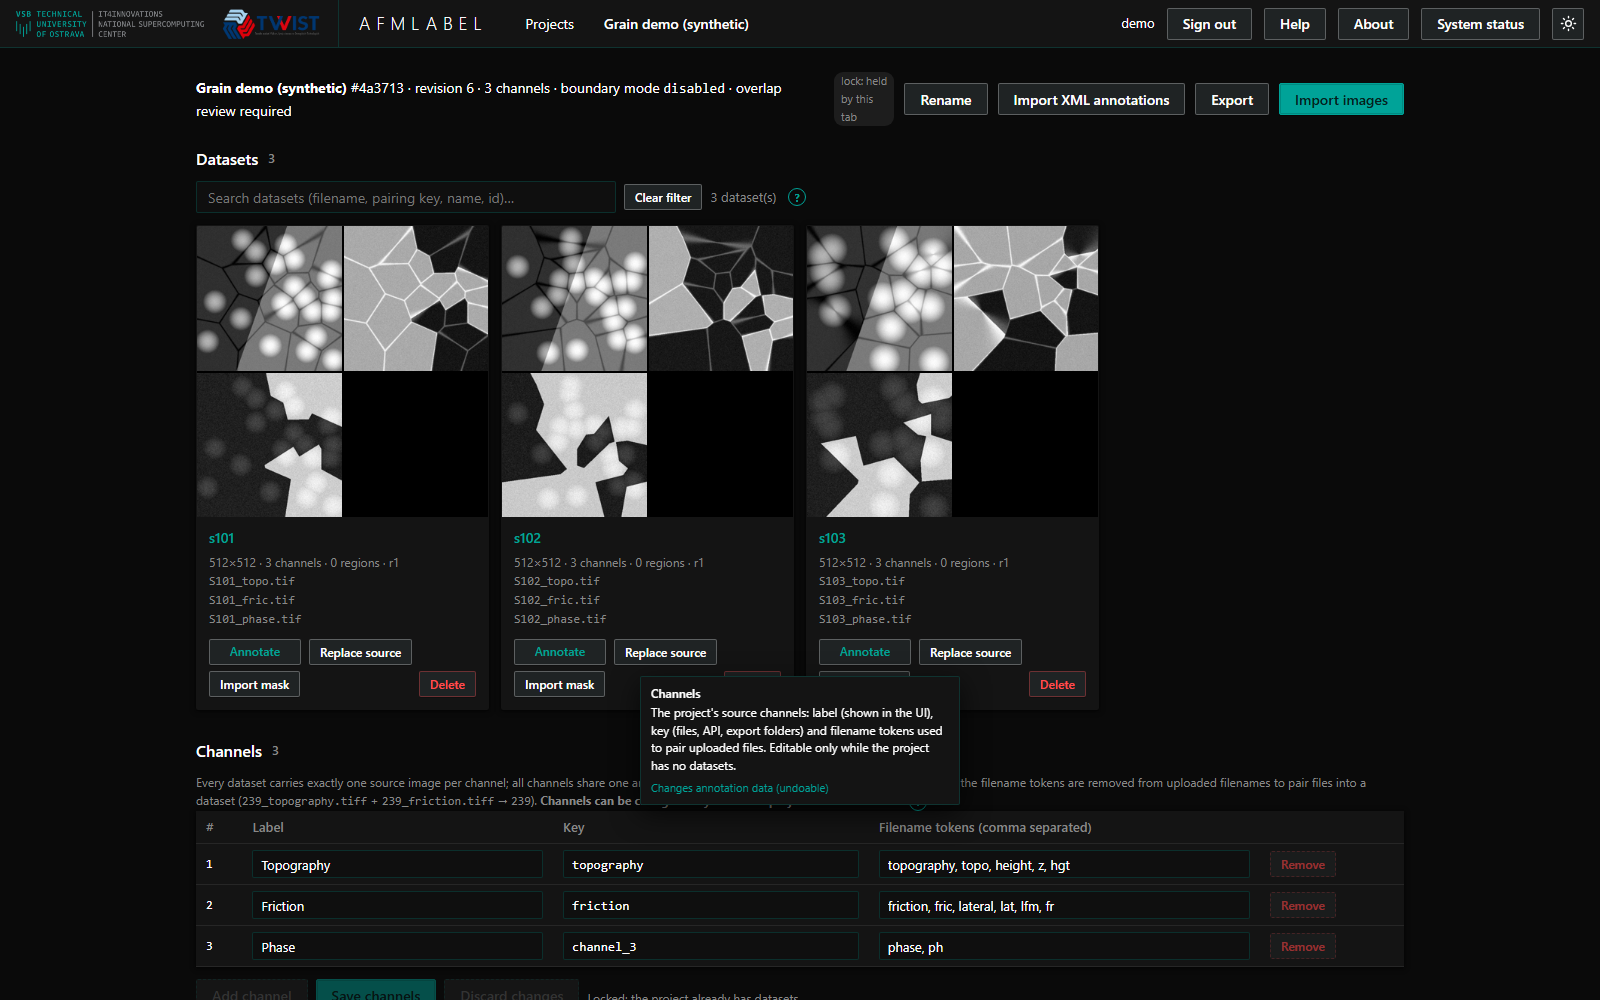 VSB TECHNICAL
UNIVERSITY
OF OSTRAVA
IT4INNOVATIONS
NATIONAL SUPERCOMPUTING
CENTER
TWIST
AFMLABEL
Projects
Grain demo (synthetic)
demo
Sign out
Help
About
System status
Grain demo (synthetic) #4a3713 · revision 6 · 3 channels · boundary mode disabled · overlap
review required
lock: held
by this
tab
Rename
Import XML annotations
Export
Import images
Datasets 3
Search datasets (filename, pairing key, name, id)...
Clear filter
3 dataset(s)
?
s101
512×512 · 3 channels · 0 regions · r1
S101_topo.tif
S101_fric.tif
S101_phase.tif
Annotate
Replace source
Import mask
Delete
s102
512×512 · 3 channels · 0 regions · r1
S102_topo.tif
S102_fric.tif
S102_phase.tif
Annotate
Replace source
Import mask
s103
512×512 · 3 channels · 0 regions · r1
S103_topo.tif
S103_fric.tif
S103_phase.tif
Annotate
Replace source
Delete
Channels
The project's source channels: label (shown in the UI),
key (files, API, export folders) and filename tokens used
to pair uploaded files. Editable only while the project
has no datasets.
Changes annotation data (undoable)
Channels 3
Every dataset carries exactly one source image per channel; all channels share one the filename tokens are removed from uploaded filenames to pair files into a
dataset (239_topography.tiff + 239_friction.tiff → 239). Channels can be
# Label Key Filename tokens (comma separated)
1 Topography topography topography, topo, height, z, hgt Remove
2 Friction friction friction, fric, lateral, lat, lfm, fr Remove
3 Phase channel_3 phase, ph Remove
Add channel
Save channels
Discard changes
Locked: the project already has datasets